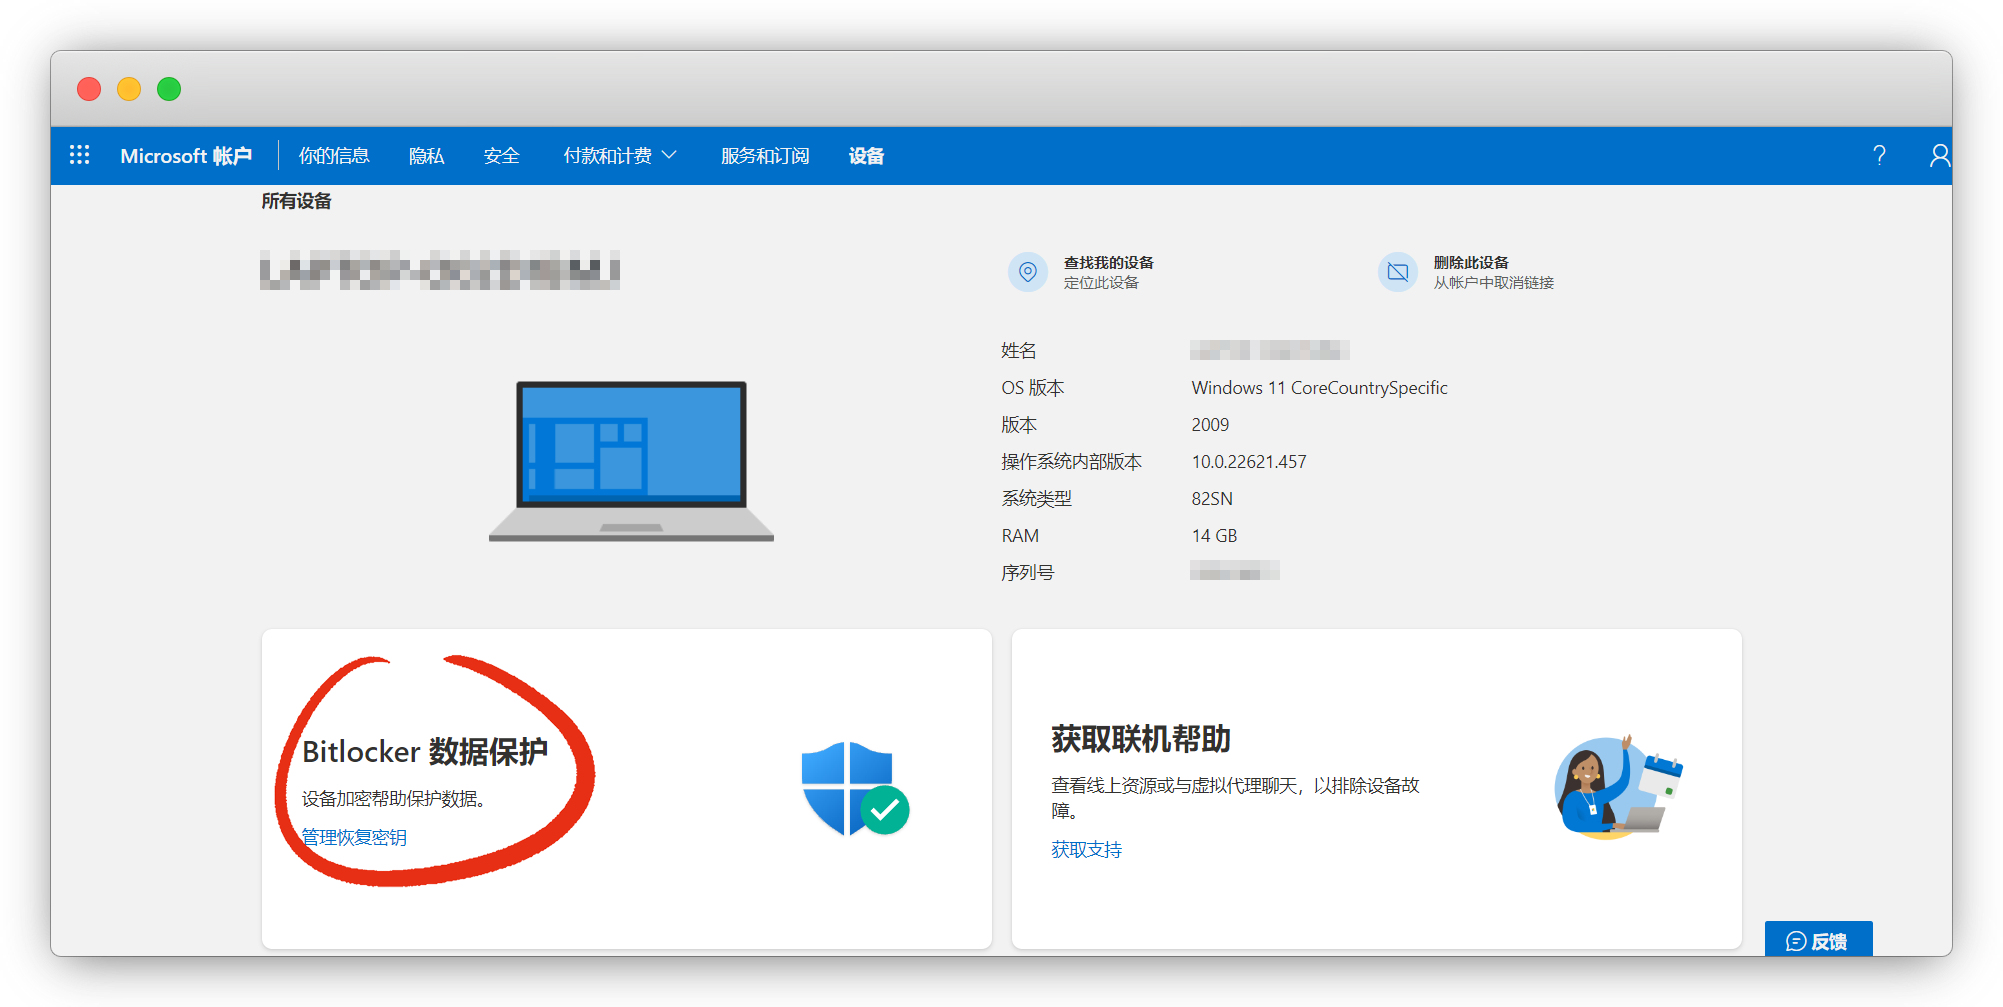 Microsoft 帐户 你的信息 隐私 安全 付款和计费 服务和订阅 设备 ?
所有设备
查找我的设备
定位此设备
删除此设备
从帐户中取消链接
姓名
OS 版本 Windows 11 CoreCountrySpecific
版本 2009
操作系统内部版本 10.0.22621.457
系统类型 82SN
RAM 14 GB
序列号
Bitlocker 数据保护
设备加密帮助保护数据。
管理恢复密钥
获取联机帮助
查看线上资源或与虚拟代理聊天，以排除设备故
障。
获取支持
反馈